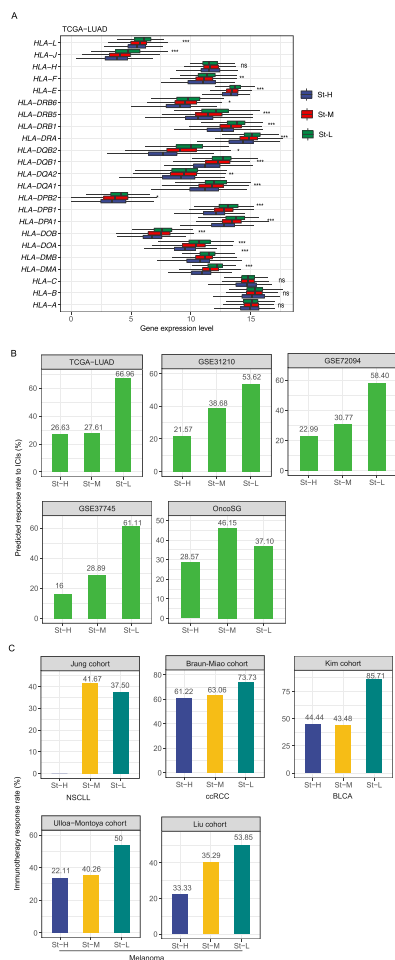 A
TCGA−LUAD
HLA−L ***
HLA−J ***
HLA−H ns
HLA−F **
HLA−E ***
HLA−DRB6 *
HLA−DRB5 ***
HLA−DRB1 ***
HLA−DRA ***
HLA−DQB2 *
HLA−DQB1 ***
HLA−DQA2 **
HLA−DQA1 ***
HLA−DPB2 *
HLA−DPB1 ***
HLA−DPA1 ***
HLA−DOB ***
HLA−DOA ***
HLA−DMB ***
HLA−DMA ***
HLA−C ns
HLA−B ns
HLA−A ns
0 5 10 15
Gene expression level
St-H
St-M
St-L
B
Predicted response rate to ICIs (%)
TCGA−LUAD
60
40
20
0
26.63 27.61 66.96
St−H St−M St−L
GSE31210
60
40
20
0
21.57 38.68 53.62
St−H St−M St−L
GSE72094
60
40
20
0
22.99 30.77 58.40
St−H St−M St−L
GSE37745
60
40
20
0
16 28.89 61.11
St−H St−M St−L
OncoSG
50
40
30
20
10
0
28.57 46.15 37.10
St−H St−M St−L
C
Immunotherapy response rate (%)
Jung cohort
40
20
0
41.67 37.50
St−H St−M St−L
NSCLL
Braun−Miao cohort
80
60
40
20
0
61.22 63.06 73.73
St−H St−M St−L
ccRCC
Kim cohort
75
50
25
0
44.44 43.48 85.71
St−H St−M St−L
BLCA
Ulloa−Montoya cohort
60
40
20
0
22.11 40.26 50
St−H St−M St−L
Liu cohort
40
20
0
33.33 35.29 53.85
St−H St−M St−L
Melanoma